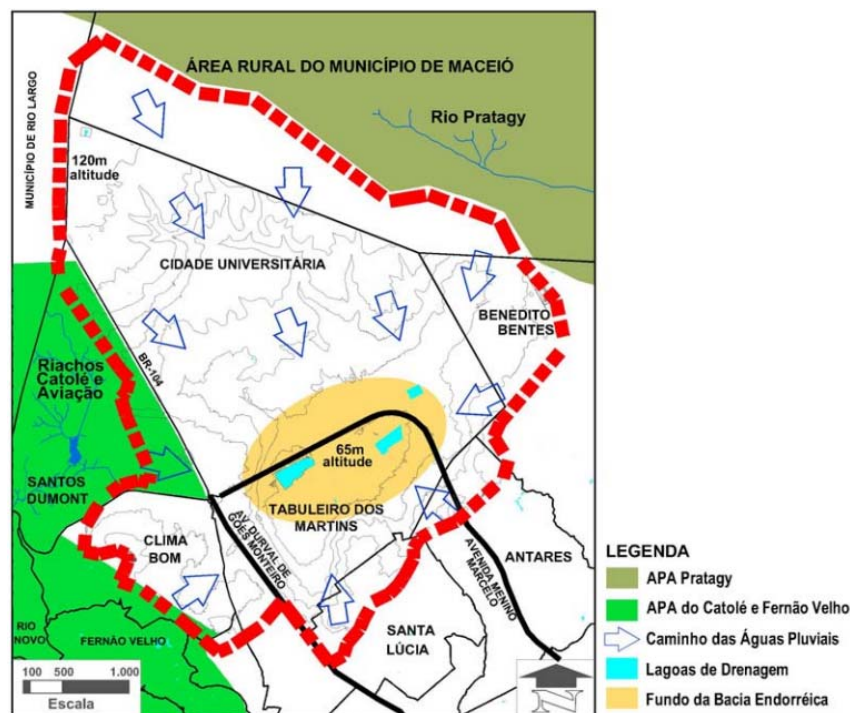 ÁREA RURAL DO MUNICÍPIO DE MACEIÓ
MUNICÍPIO DE RIO LARGO
Rio Pratagy
120m
altitude
CIDADE UNIVERSITÁRIA
BENEDITO
BENTES
BR-104
Riachos
Catolé e
Aviação
65m
altitude
SANTOS
DUMONT
TABULEIRO DOS
MARTINS
CLIMA
BOM
AV. DURVAL DE
GÓES MONTEIRO
AVENIDA MENINO
MARCELO
ANTARES
SANTA
LÚCIA
RIO
NOVO
FERNÃO VELHO
100 500 1.000
Escala
N
LEGENDA
APA Pratagy
APA do Catolé e Fernão Velho
Caminho das Águas Pluviais
Lagoas de Drenagem
Fundo da Bacia Endorréica